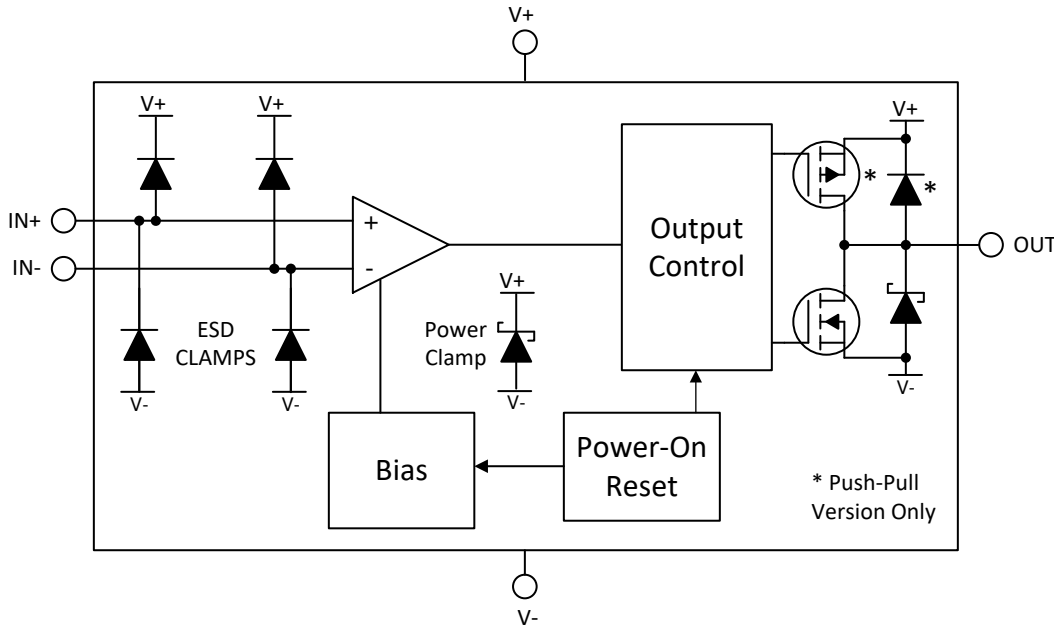 V+
V+
V+
V+
*
*
IN+
+
Output
Control
OUT
IN-
-
V+
ESD
CLAMPS
Power
Clamp
V-
V-
V-
V-
Bias
Power-On
Reset
* Push-Pull
Version Only
V-